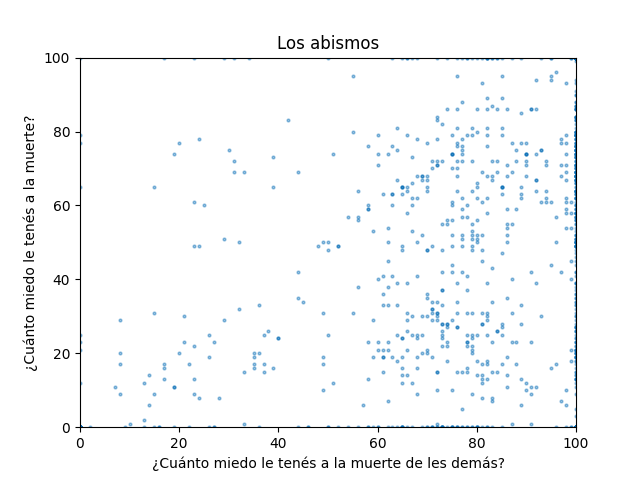 Los abismos
¿Cuánto miedo le tenés a la muerte?
100
80
60
40
20
0
0 20 40 60 80 100
¿Cuánto miedo le tenés a la muerte de les demás?